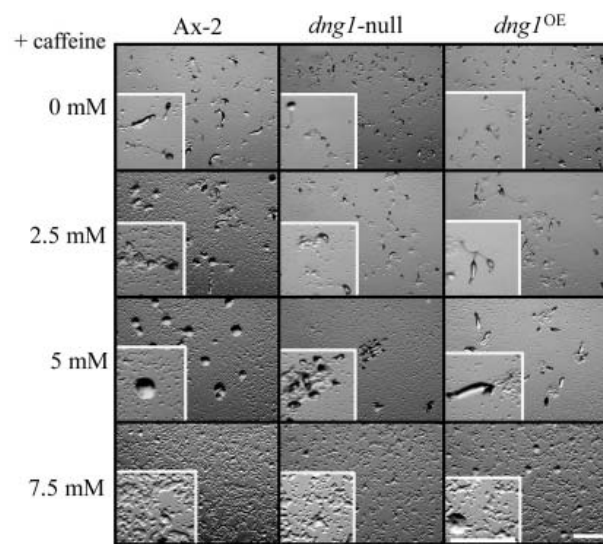 + caffeine
Ax-2
dng1-null
dng1OE
0 mM
2.5 mM
5 mM
7.5 mM